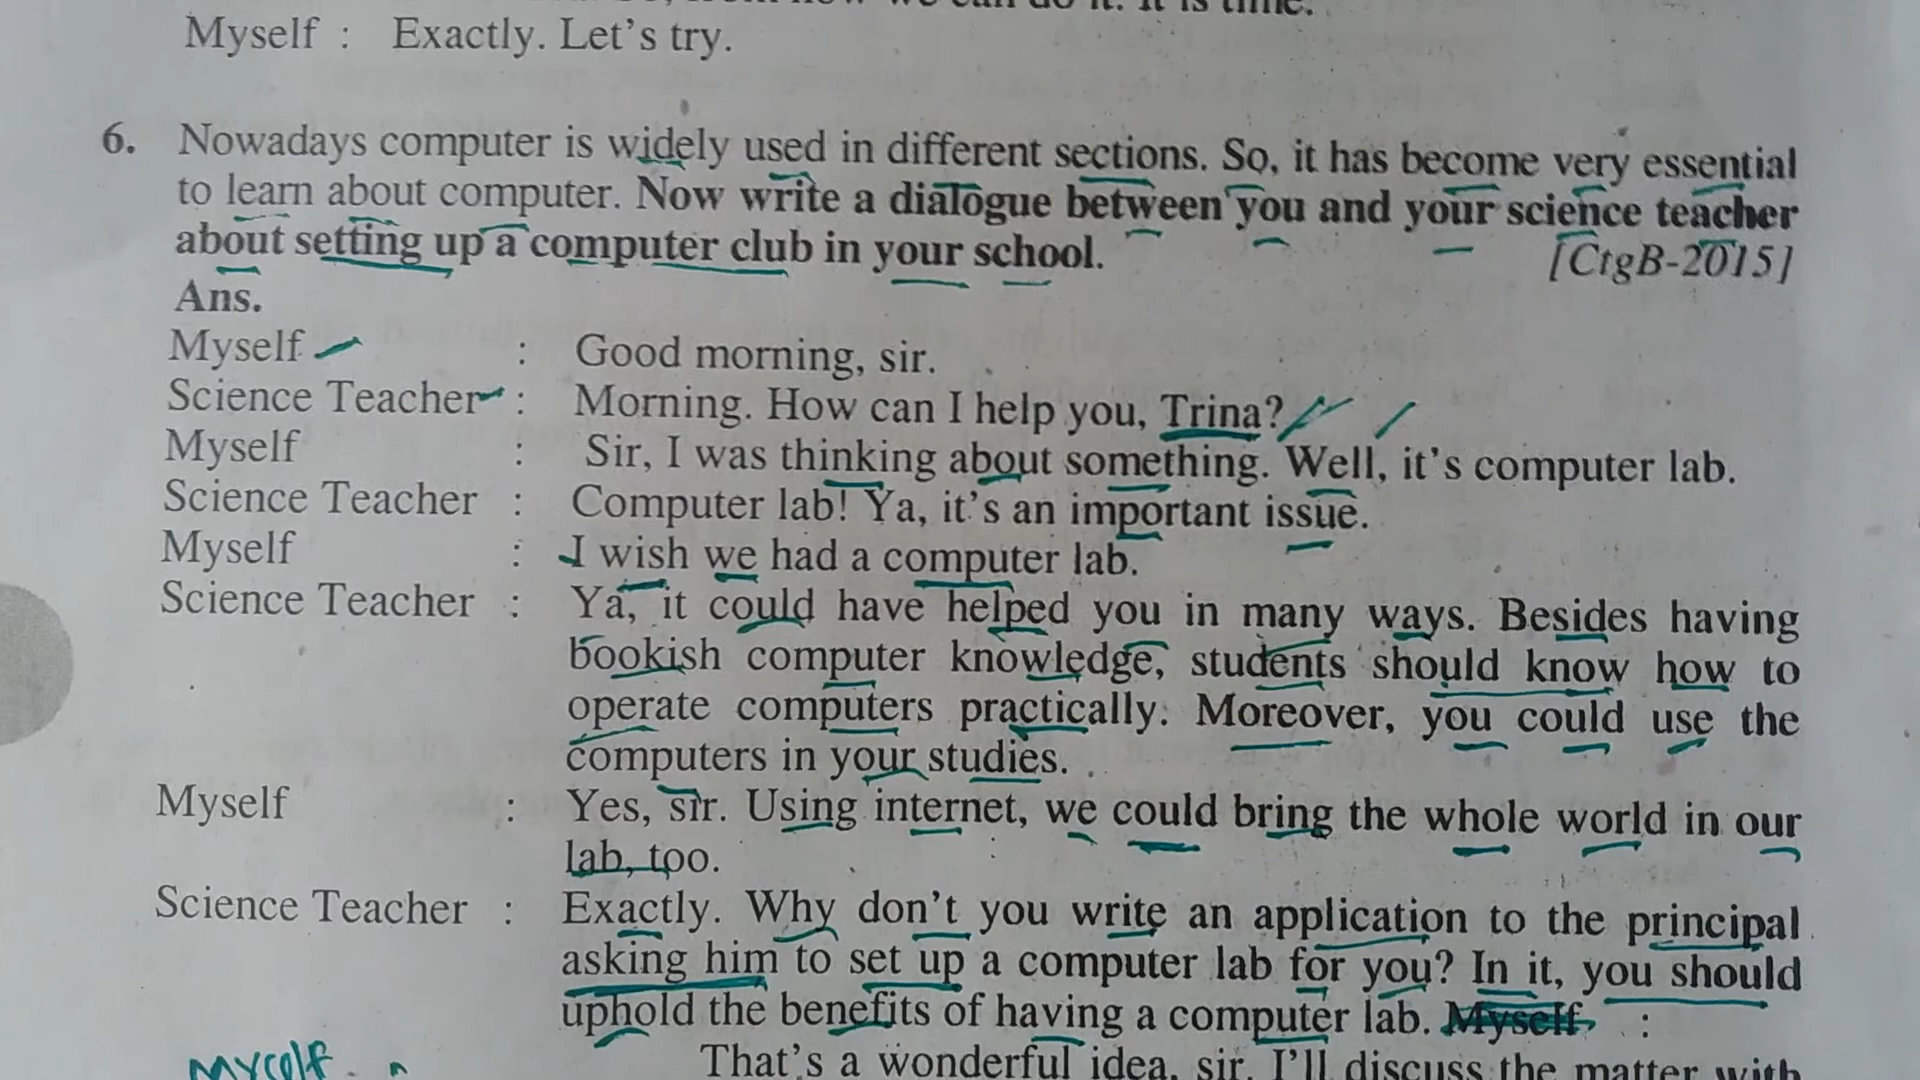 it. It is time.
Myself : Exactly. Let's try.
6. Nowadays computer is widely used in different sections. So, it has become very essential
to learn about computer. Now write a dialogue between you and your science teacher
about setting up a computer club in your school. [CtgB-2015]
Ans.
Myself : Good morning, sir.
Science Teacher : Morning. How can I help you, Trina?
Myself : Sir, I was thinking about something. Well, it's computer lab.
Science Teacher : Computer lab! Ya, it's an important issue.
Myself : I wish we had a computer lab.
Science Teacher : Ya, it could have helped you in many ways. Besides having
bookish computer knowledge, students should know how to
operate computers practically. Moreover, you could use the
computers in your studies.
Myself : Yes, sir. Using internet, we could bring the whole world in our
lab, too.
Science Teacher : Exactly. Why don't you write an application to the principal
asking him to set up a computer lab for you? In it, you should
uphold the benefits of having a computer lab. Myself :
Myself That's a wonderful idea, sir. I'll discuss the matter with